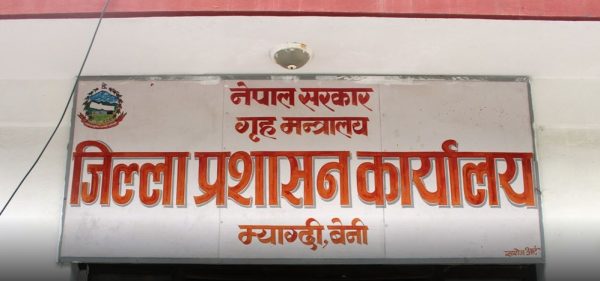 नेपाल सरकार
गृह मन्त्रालय
जिल्ला प्रशासन कार्यालय
म्याग्दी, बेनी